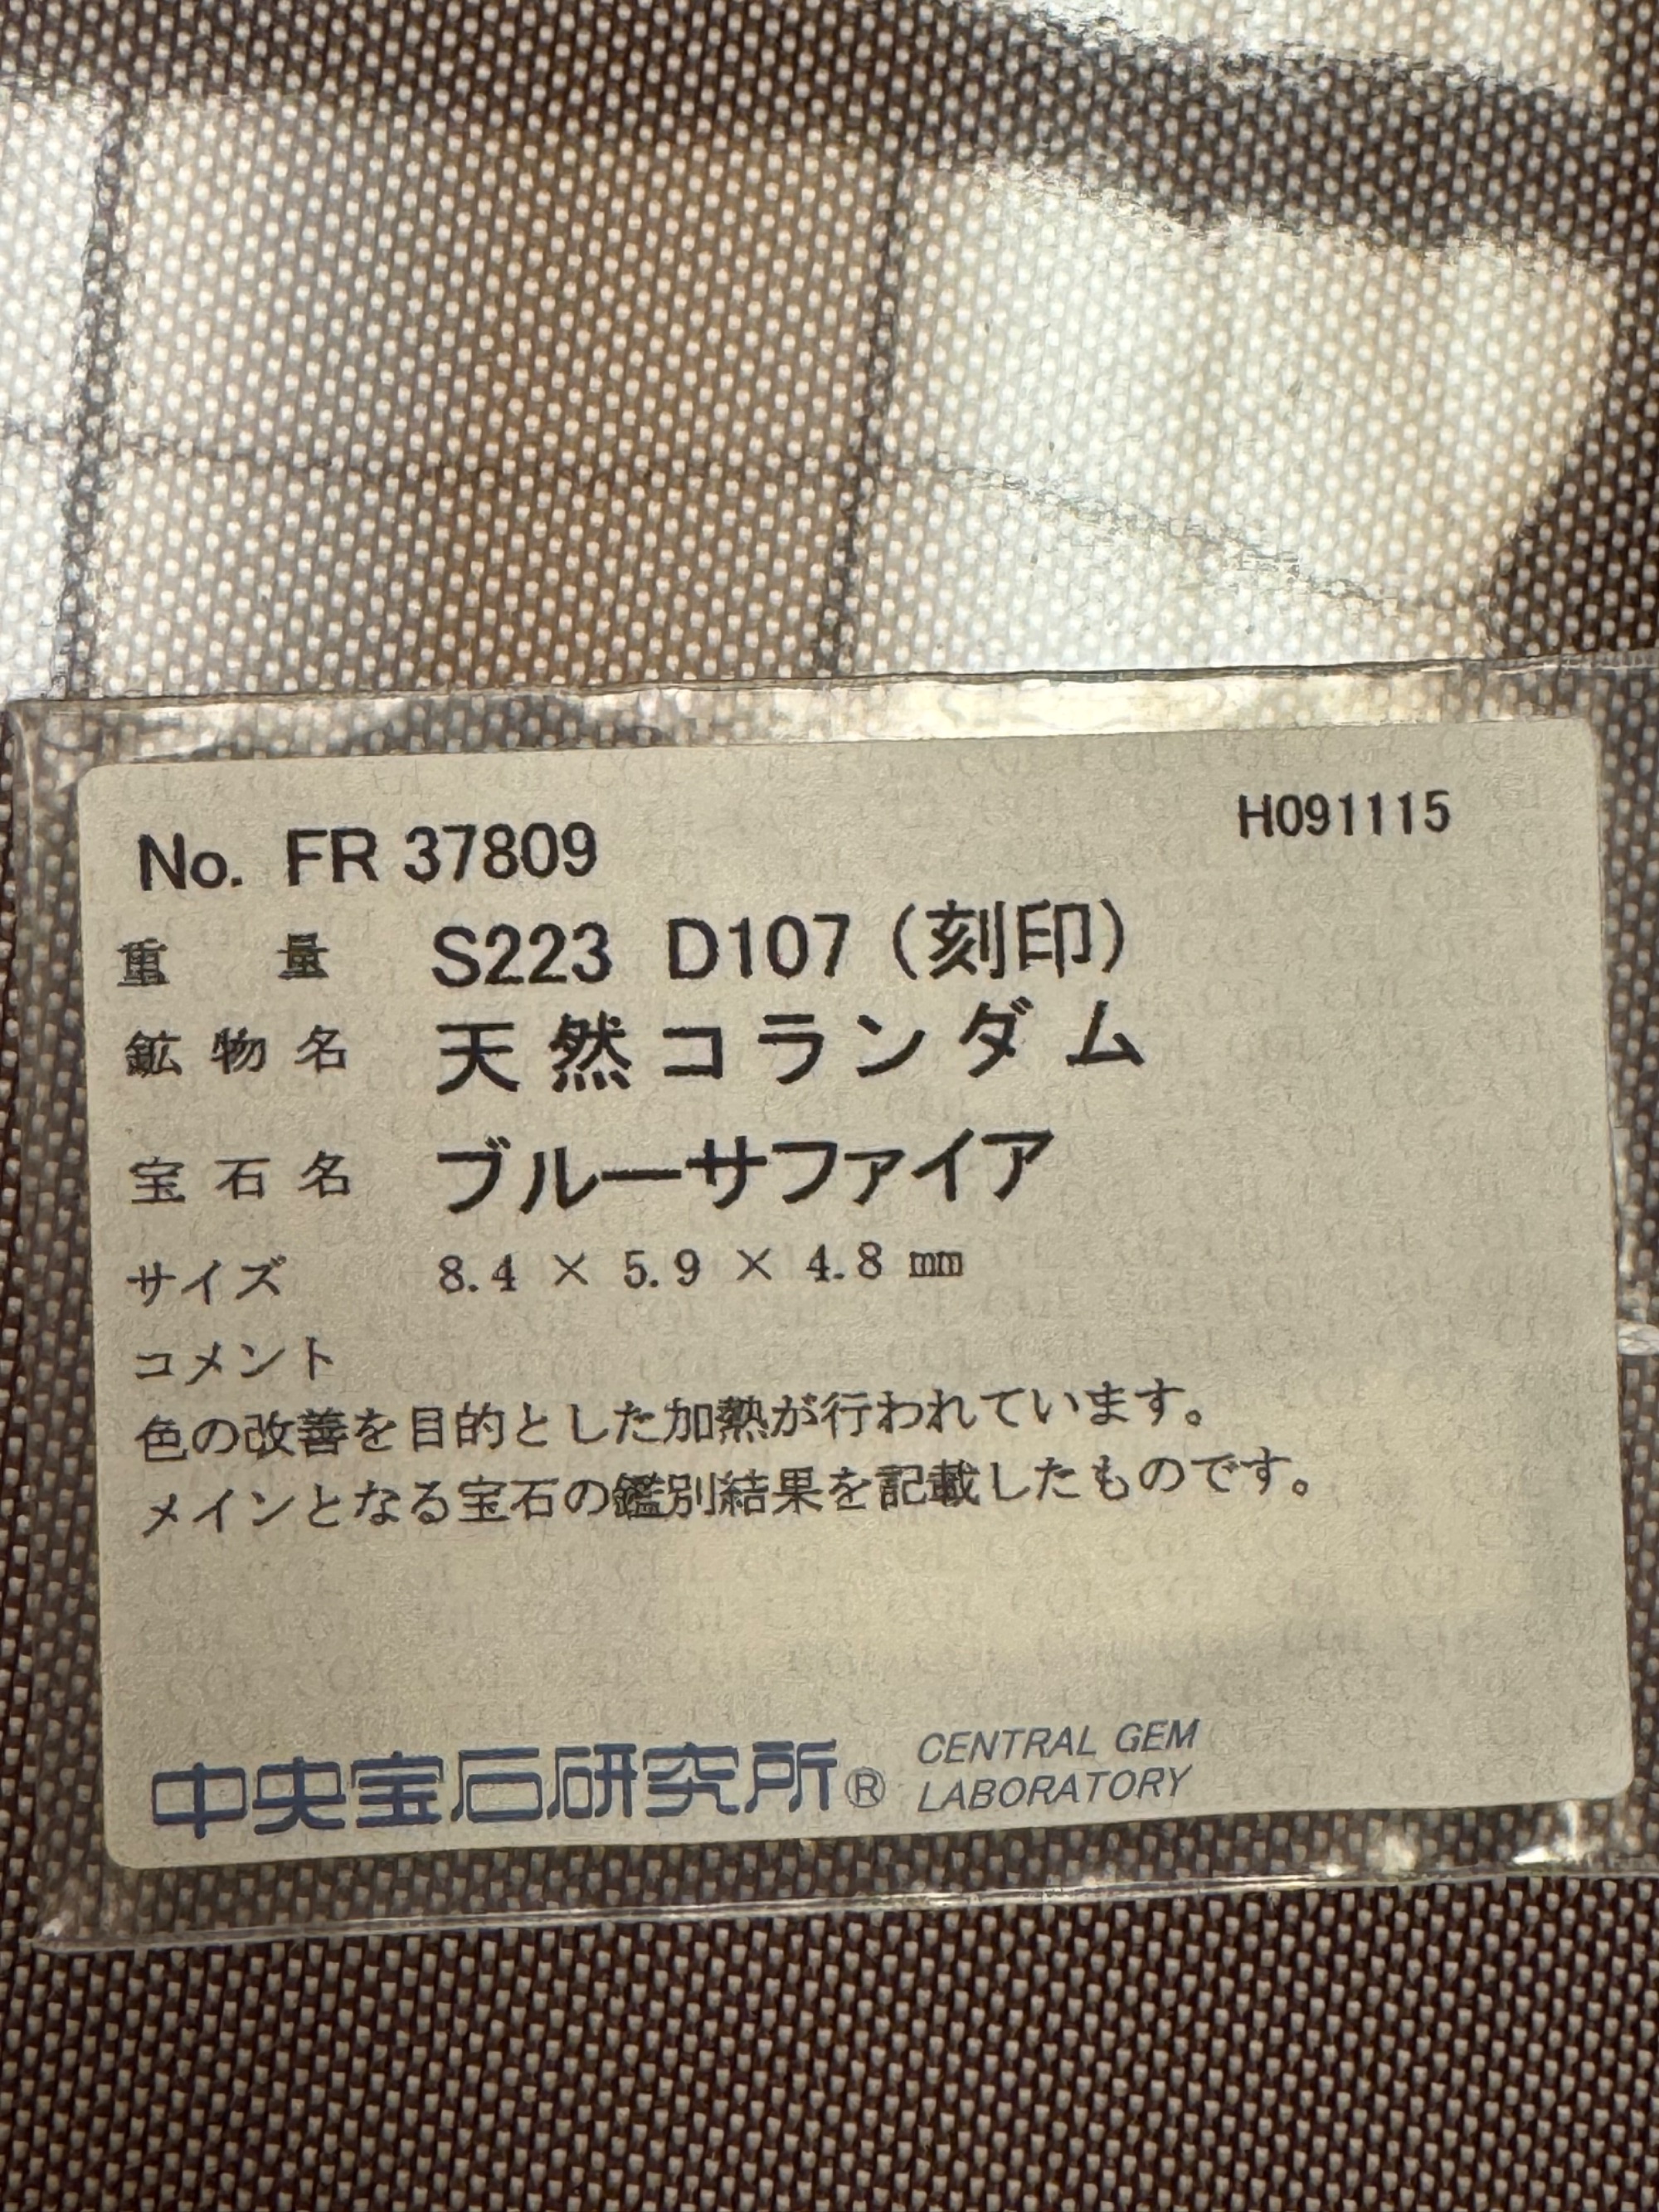 H091115
No. FR 37809
重量 S223 D107 (刻印)
鉱物名 天然コランダム
宝石名 ブルーサファイア
サイズ 8.4 × 5.9 × 4.8 ㎜
コメント
色の改善を目的とした加熱が行われています。
メインとなる宝石の鑑別結果を記載したものです。
中央宝石研究所® CENTRAL GEM
LABORATORY